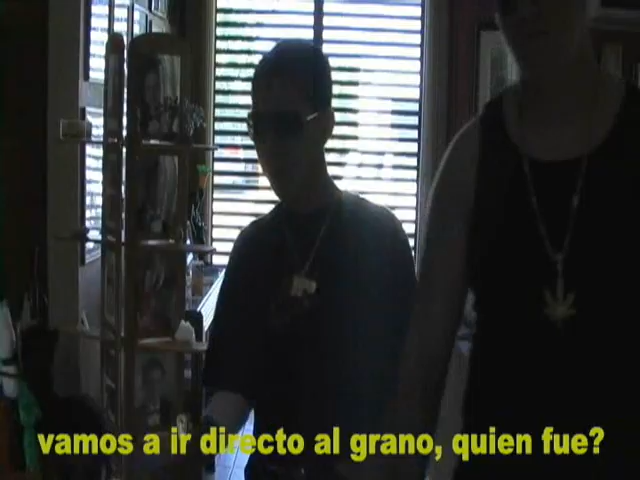 vamos a ir directo al grano, quien fue?